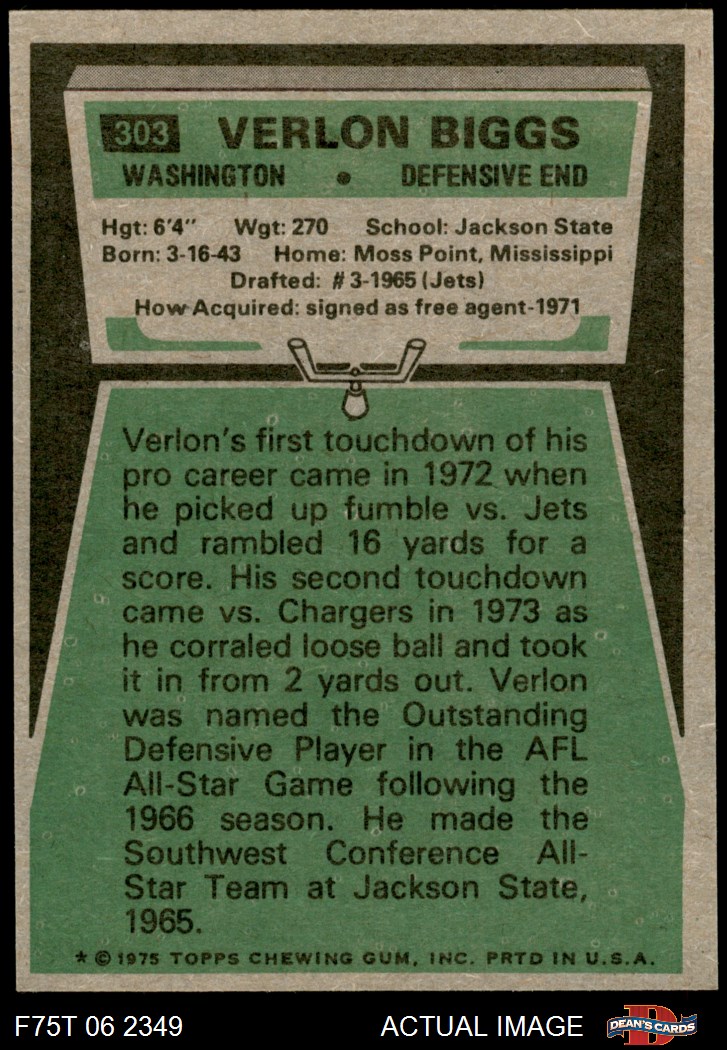 303 VERLON BIGGS
WASHINGTON • DEFENSIVE END
Hgt: 6'4" Wgt: 270 School: Jackson State
Born: 3-16-43 Home: Moss Point, Mississippi
Drafted: #3-1965 (Jets)
How Acquired: signed as free agent-1971
Verlon's first touchdown of his
pro career came in 1972 when
he picked up fumble vs. Jets
and rambled 16 yards for a
score. His second touchdown
came vs. Chargers in 1973 as
he corraled loose ball and took
it in from 2 yards out. Verlon
was named the Outstanding
Defensive Player in the AFL
All-Star Game following the
1966 season. He made the
Southwest Conference All-
Star Team at Jackson State,
1965.
* © 1975 TOPPS CHEWING GUM, INC. PRTD IN U.S.A.
F75T 06 2349 ACTUAL IMAGE D DEAN'S CARDS